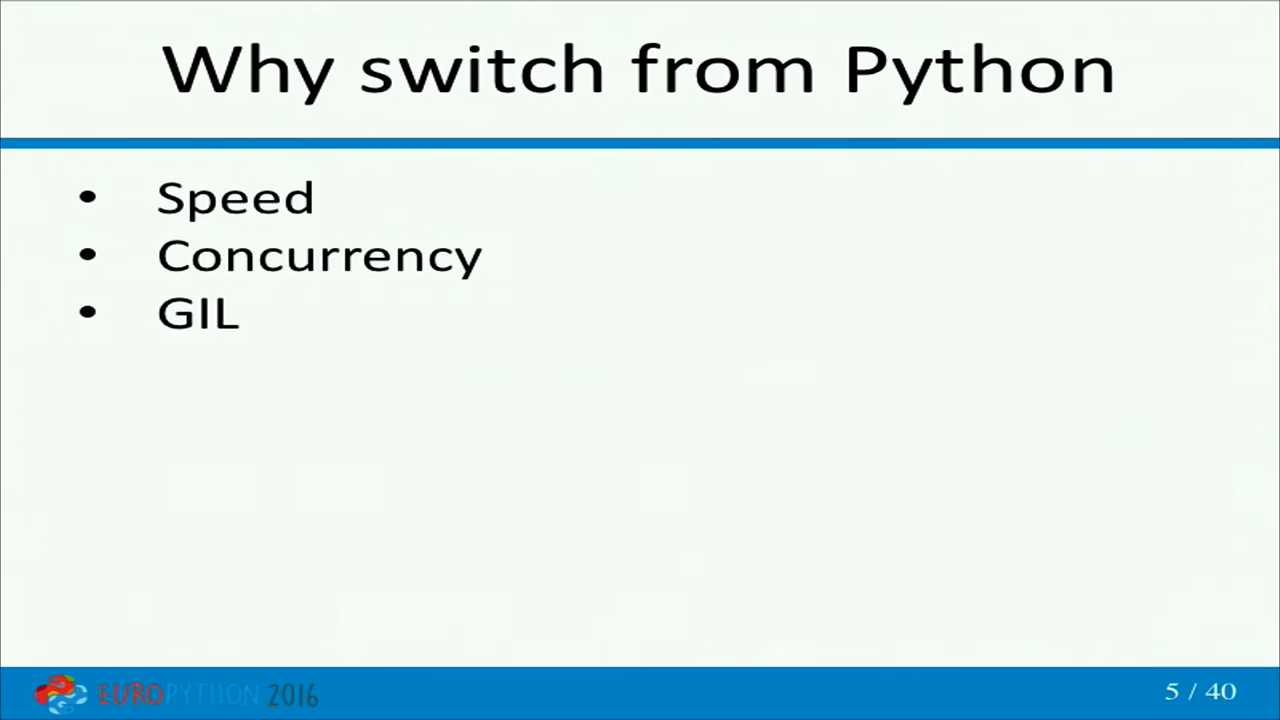 Why switch from Python
• Speed
• Concurrency
• GIL
EUROPYTHON 2016
5 / 40